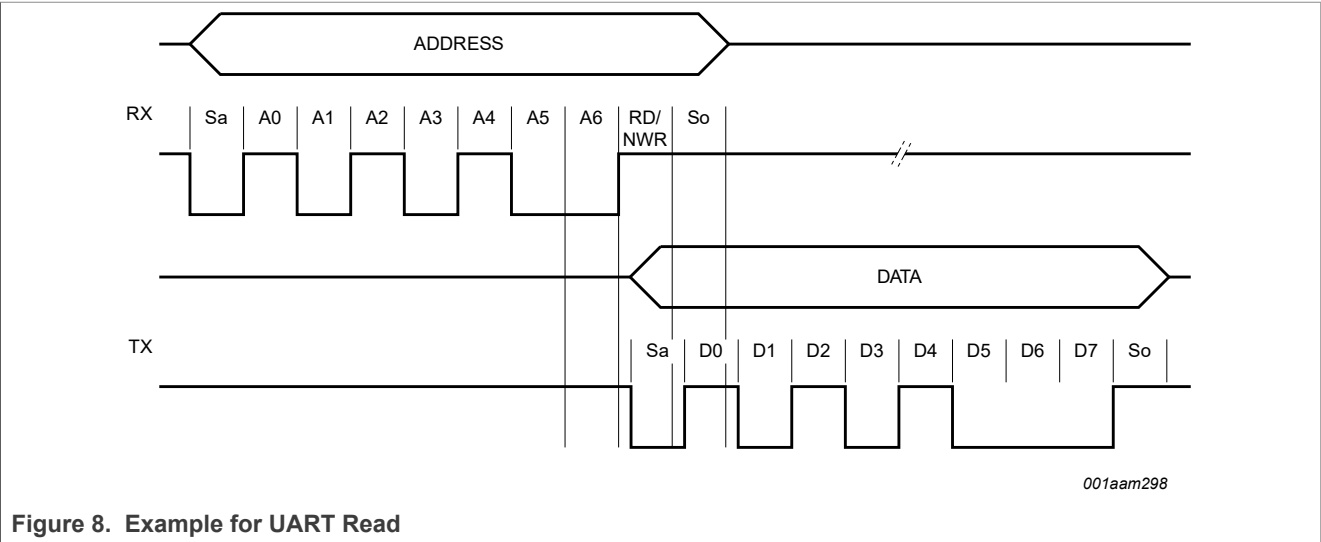 ADDRESS
RX Sa A0 A1 A2 A3 A4 A5 A6 RD/ So
NWR
DATA
TX Sa D0 D1 D2 D3 D4 D5 D6 D7 So
001aam298
Figure 8. Example for UART Read